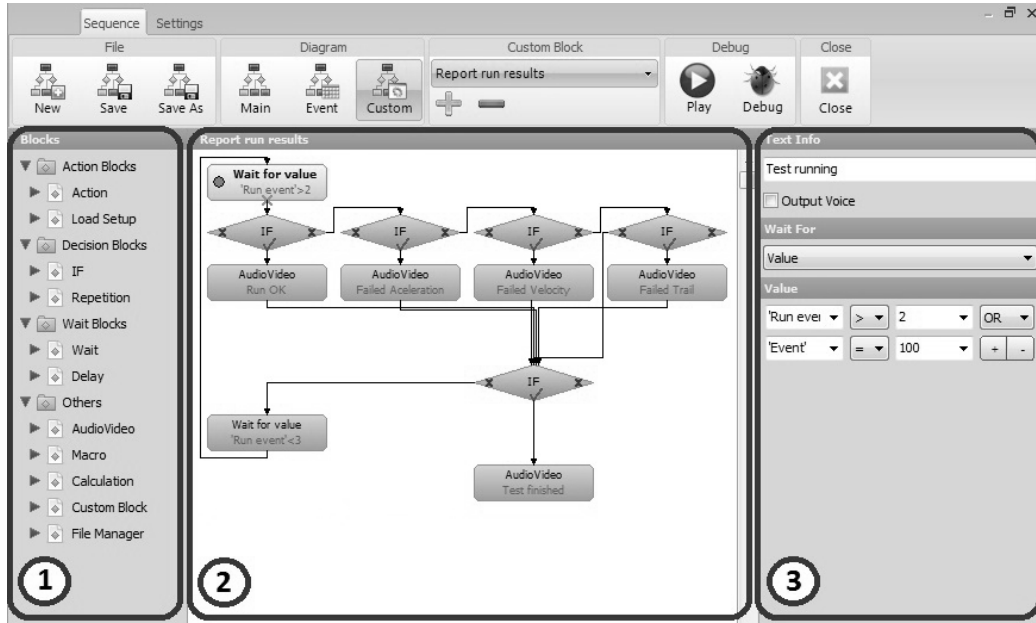 Sequence Settings
File Diagram Custom Block Debug Close
Report run results
New Save Save As Main Event Custom Play Debug Close
Blocks
Action Blocks
Action
Load Setup
Decision Blocks
IF
Repetition
Wait Blocks
Wait
Delay
Others
AudioVideo
Macro
Calculation
Custom Block
File Manager
1
Report run results
Wait for value
'Run event'>2
IF IF IF IF
AudioVideo AudioVideo AudioVideo AudioVideo
Run OK Failed Aceleration Failed Velocity Failed Trail
IF
Wait for value
'Run event'<3
AudioVideo
Test finished
2
Text Info
Test running
Output Voice
Wait For
Value
Value
'Run eve > 2 OR
'Event' = 100 + -
3